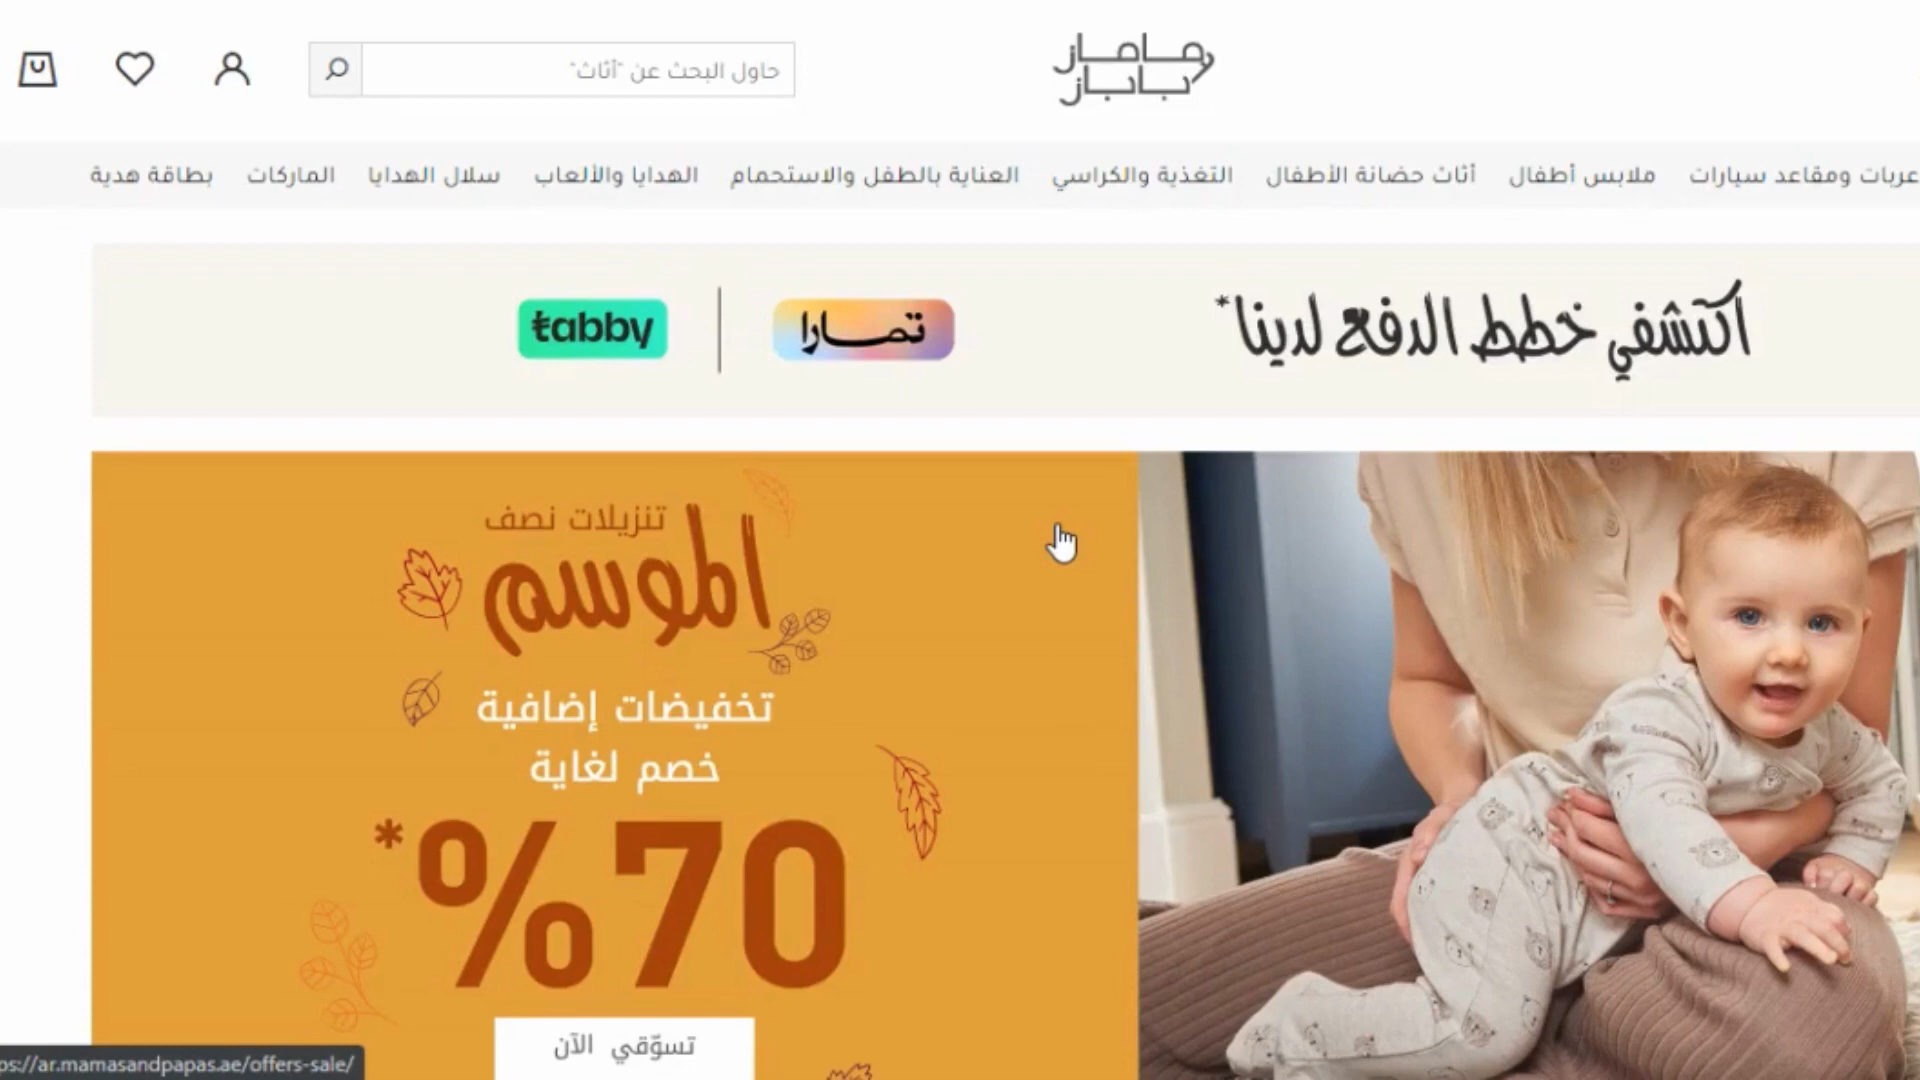 حاول البحث عن "أثاث"
ماماز
باباز
عربات ومقاعد سيارات
ملابس أطفال
أثاث حضانة الأطفال
التغذية والكراسي
العناية بالطفل والاستحمام
الهدايا والألعاب
سلال الهدايا
الماركات
بطاقة هدية
اكتشفي خطط الدفع لدينا*
تمارا
tabby
تنزيلات نصف
الموسم
تخفيضات إضافية
خصم لغاية
%70*
تسوّقي الآن
ps://ar.mamasandpapas.ae/offers-sale/